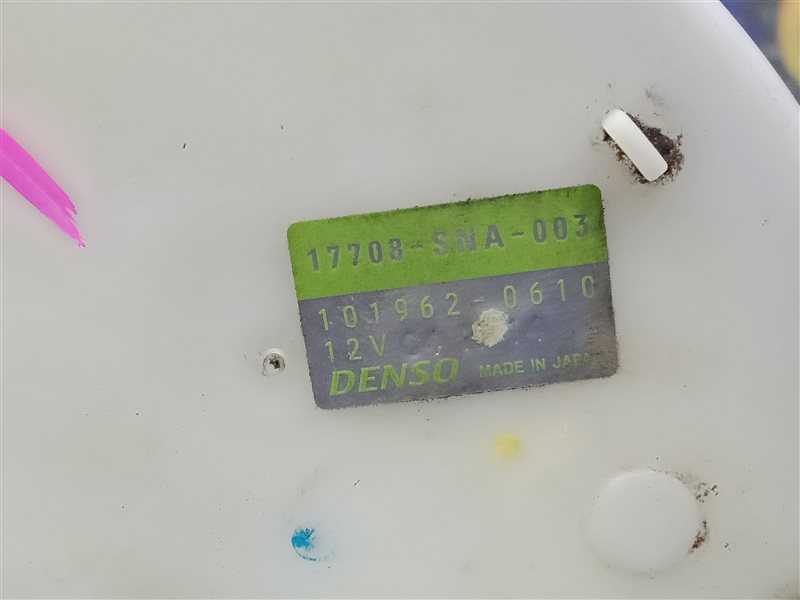 17708-SNA-003
101962-0610
12V
DENSO MADE IN JAPAN